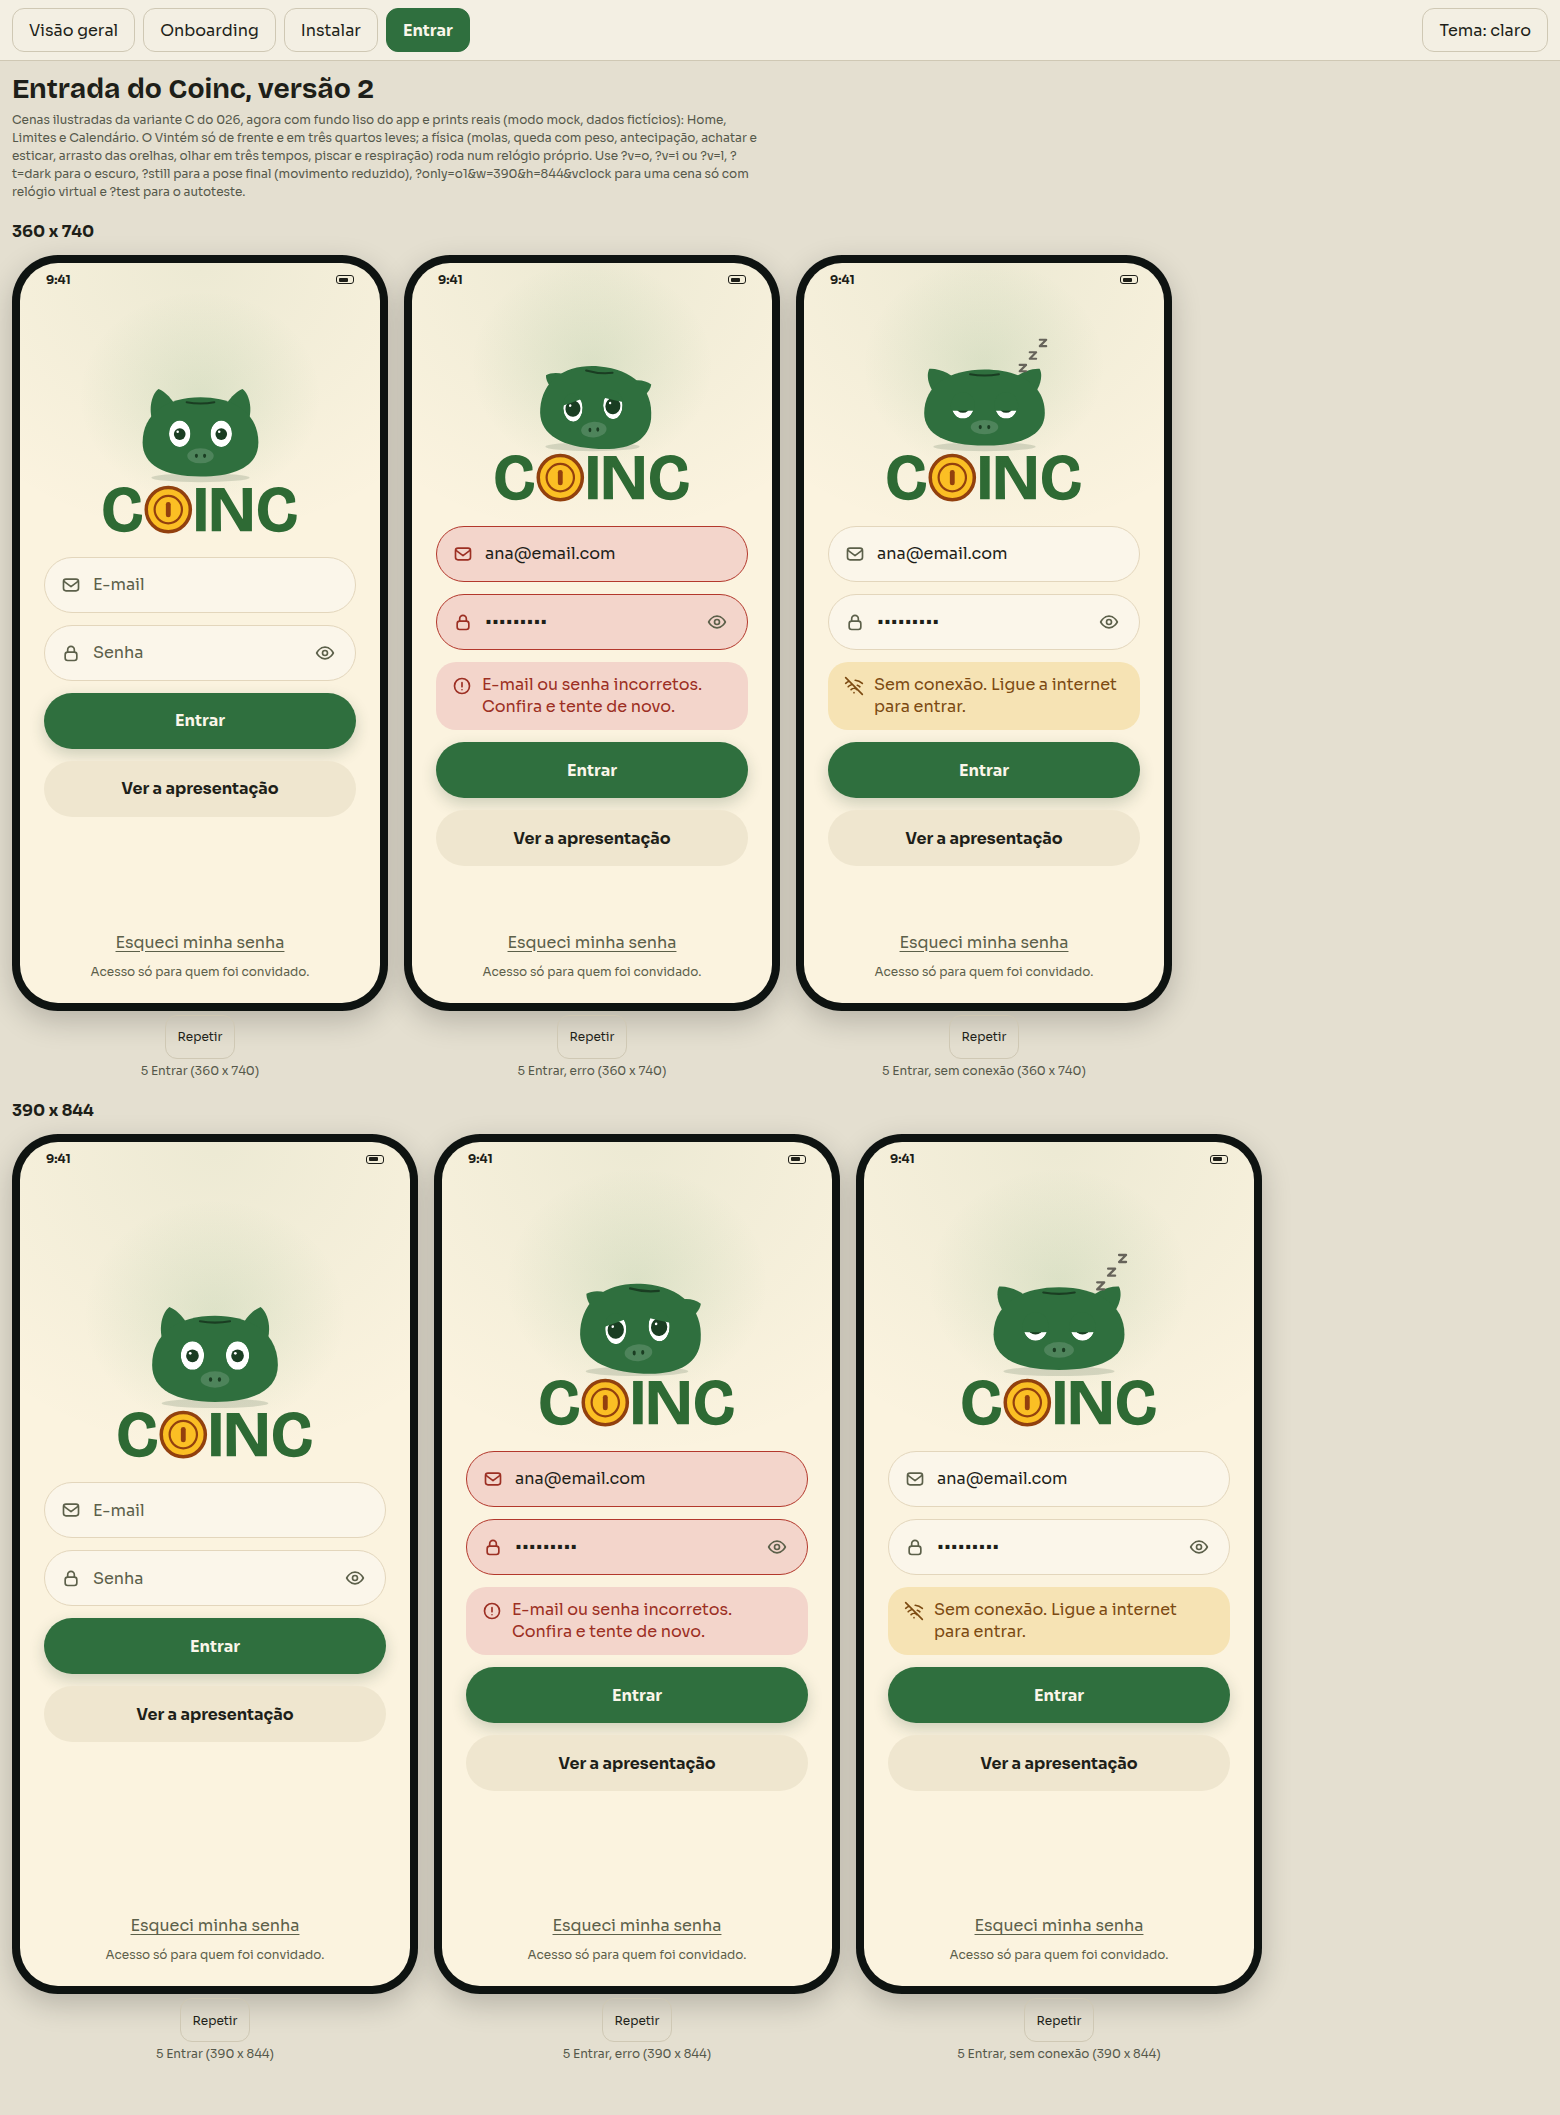 Visão geral
Onboarding
Instalar
Entrar
Tema: claro
Entrada do Coinc, versão 2
Cenas ilustradas da variante C do 026, agora com fundo liso do app e prints reais (modo mock, dados fictícios): Home,
Limites e Calendário. O Vintém só de frente e em três quartos leves; a física (molas, queda com peso, antecipação, achatar e
esticar, arrasto das orelhas, olhar em três tempos, piscar e respiração) roda num relógio próprio. Use ?v=o, ?v=i ou ?v=l, ?
t=dark para o escuro, ?still para a pose final (movimento reduzido), ?only=o1&w=390&h=844&vclock para uma cena só com
relógio virtual e ?test para o autoteste.
360 x 740
9:41
COINC
E-mail
Senha
Entrar
Ver a apresentação
Esqueci minha senha
Acesso só para quem foi convidado.
Repetir
5 Entrar (360 x 740)
9:41
COINC
ana@email.com
•••••••••
E-mail ou senha incorretos.
Confira e tente de novo.
Entrar
Ver a apresentação
Esqueci minha senha
Acesso só para quem foi convidado.
Repetir
5 Entrar, erro (360 x 740)
9:41
z z z
COINC
ana@email.com
•••••••••
Sem conexão. Ligue a internet
para entrar.
Entrar
Ver a apresentação
Esqueci minha senha
Acesso só para quem foi convidado.
Repetir
5 Entrar, sem conexão (360 x 740)
390 x 844
9:41
COINC
E-mail
Senha
Entrar
Ver a apresentação
Esqueci minha senha
Acesso só para quem foi convidado.
Repetir
5 Entrar (390 x 844)
9:41
COINC
ana@email.com
•••••••••
E-mail ou senha incorretos.
Confira e tente de novo.
Entrar
Ver a apresentação
Esqueci minha senha
Acesso só para quem foi convidado.
Repetir
5 Entrar, erro (390 x 844)
9:41
z z z
COINC
ana@email.com
•••••••••
Sem conexão. Ligue a internet
para entrar.
Entrar
Ver a apresentação
Esqueci minha senha
Acesso só para quem foi convidado.
Repetir
5 Entrar, sem conexão (390 x 844)